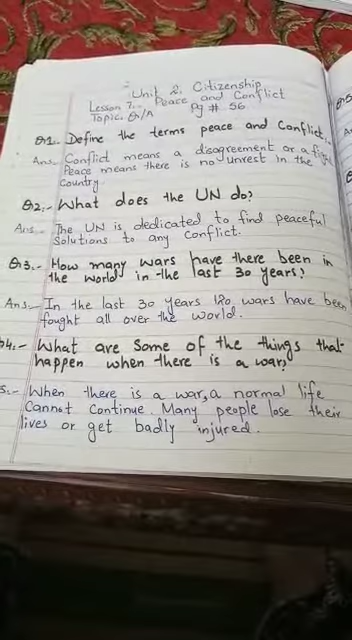 Unit 2. Citizenship
Lesson 7.- Peace and Conflict
Topic. Q/A Pg # 56
Q1.. Define the terms peace and Conflict.
Ans. Conflict means a disagreement or a
Peace means there is no unrest in the
Country.
Q2.- What does the UN do?
Ans.- The UN is dedicated to find peaceful
Solutions to any conflict.
Q3.- How many wars have there been in
the world in the last 30 years?
Ans.- In the last 30 years 120 wars have been
fought all over the world.
4.- What are some of the things that
happen when there is a war?
s.- When there is a war, a normal life
Cannot continue. Many people lose their
lives or get badly injured.